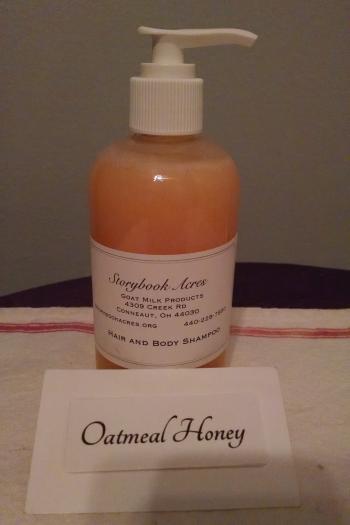 Storybook Acres
Goat Milk Products
4309 Creek Rd
Conneaut, OH 44030
Hair and Body Shampoo
Oatmeal Honey